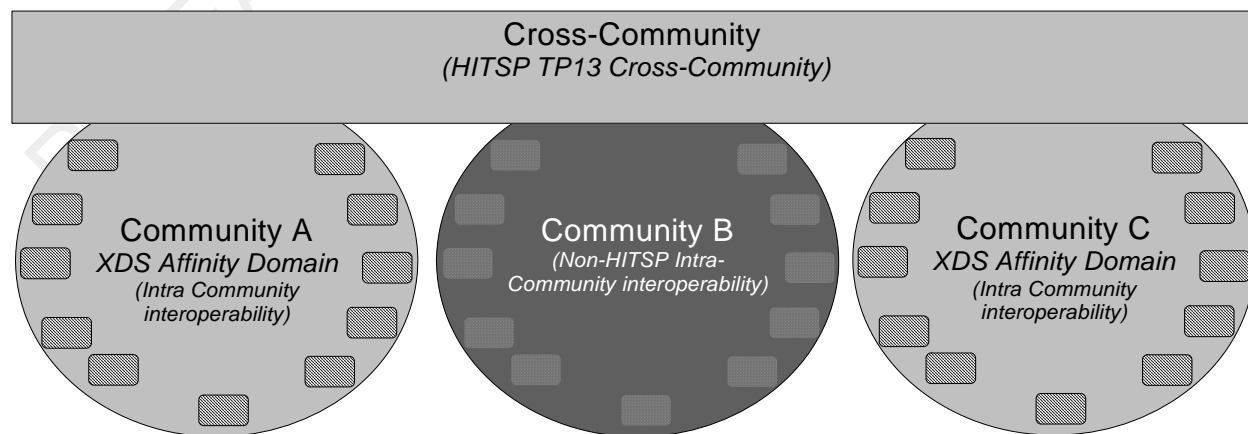 Cross-Community
(HITSP TP13 Cross-Community)
Community A
XDS Affinity Domain
(Intra Community
interoperability)
Community B
(Non-HITSP Intra-
Community interoperability)
Community C
XDS Affinity Domain
(Intra Community
interoperability)